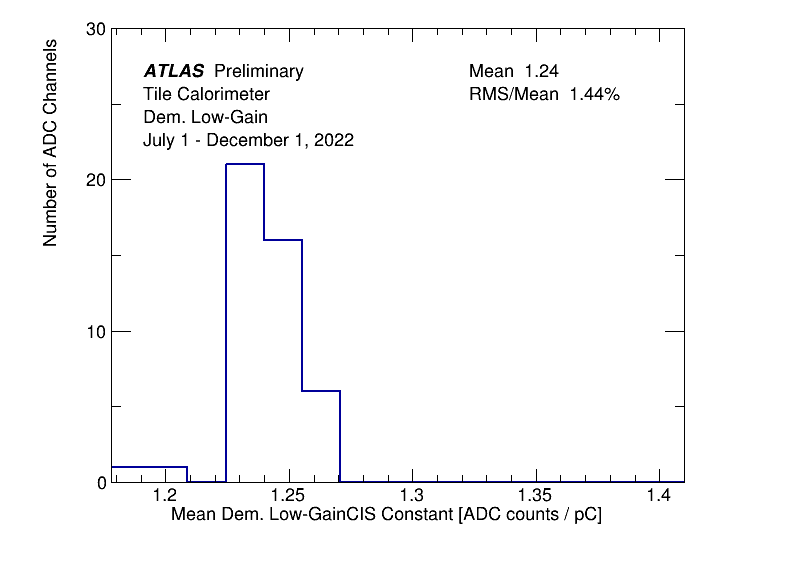 30
ATLAS Preliminary
Mean 1.24
Tile Calorimeter
RMS/Mean 1.44%
Dem. Low-Gain
July 1 - December 1, 2022
Number of ADC Channels
20
10
0
1.2 1.25 1.3 1.35 1.4
Mean Dem. Low-GainCIS Constant [ADC counts / pC]